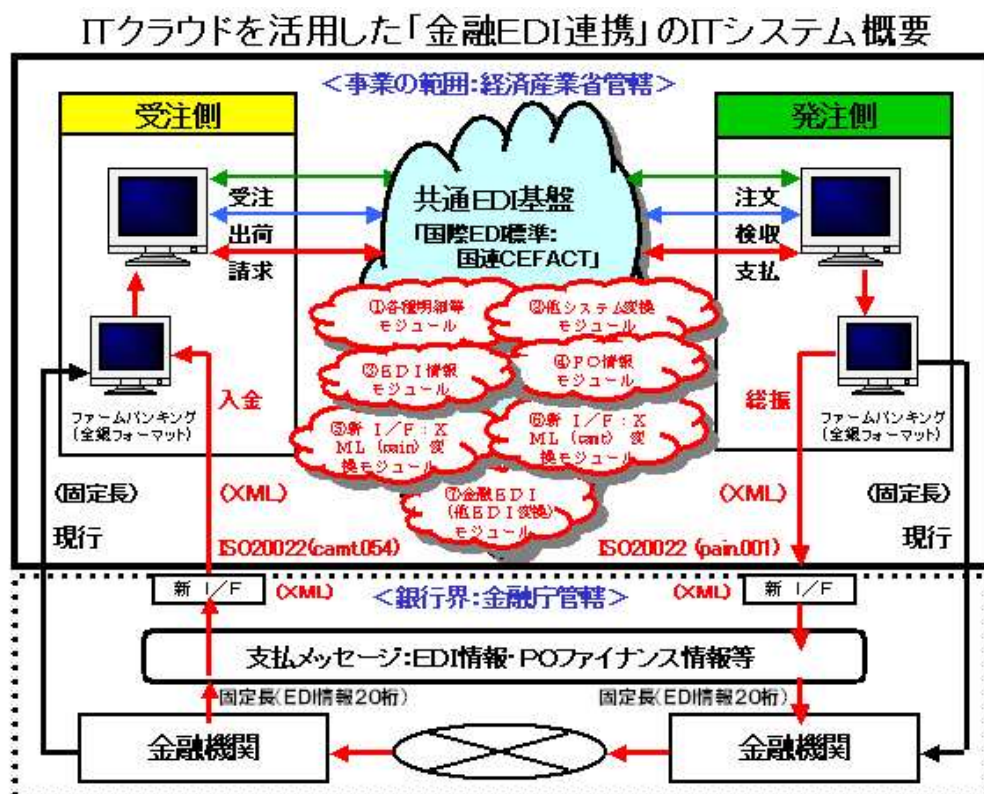 ITクラウドを活用した「金融EDI連携」のITシステム概要
＜事業の範囲：経済産業省管轄＞
受注側
発注側
共通EDI基盤
「国際EDI標準：
国連CEFACT」
受注
出荷
請求
注文
検収
支払
①各種明細等
モジュール
②他システム変換
モジュール
③ＥＤＩ情報
モジュール
④ＰＯ情報
モジュール
⑤新Ｉ／Ｆ：Ｘ
ＭＬ（pain）変
換モジュール
⑥新Ｉ／Ｆ：Ｘ
ＭＬ（camt）変
換モジュール
⑦金融ＥＤＩ
（他ＥＤＩ変換）
モジュール
ファームバンキング
（全銀フォーマット）
入金
総振
ファームバンキング
（全銀フォーマット）
（固定長）
（XML）
（XML）
（固定長）
現行
ISO20022(camt.054)
ISO20022 (pain.001)
現行
新 I／F
（XML）
＜銀行界：金融庁管轄＞
（XML）
新 I／F
支払メッセージ：EDI情報・POファイナンス情報等
固定長(EDI情報20桁)
固定長(EDI情報20桁)
金融機関
金融機関